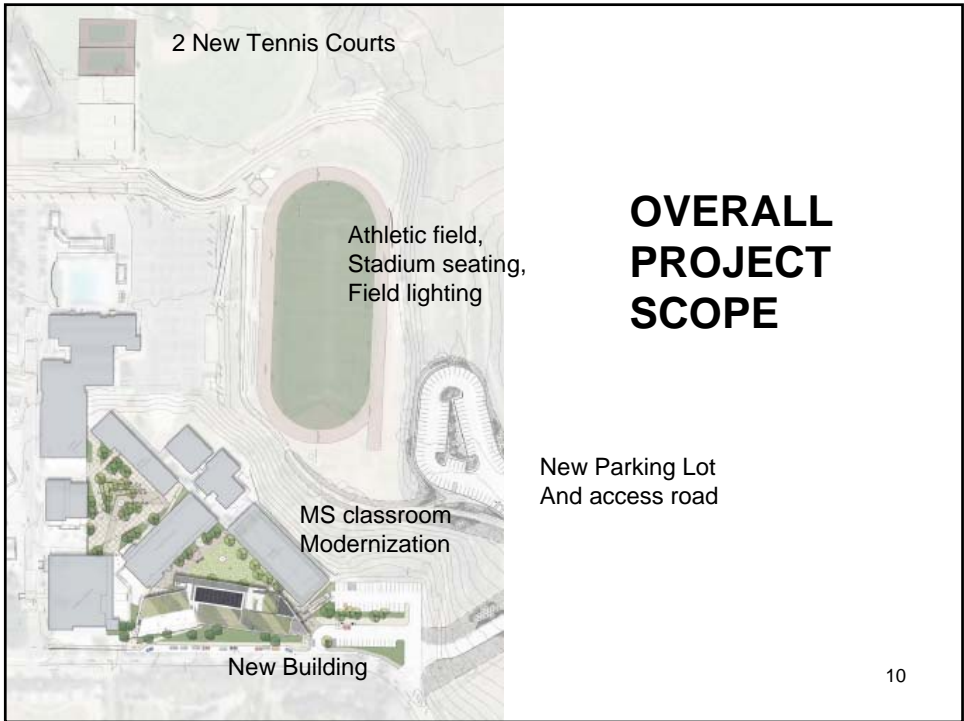 2 New Tennis Courts
Athletic field,
Stadium seating,
Field lighting
OVERALL
PROJECT
SCOPE
New Parking Lot
And access road
MS classroom
Modernization
New Building
10